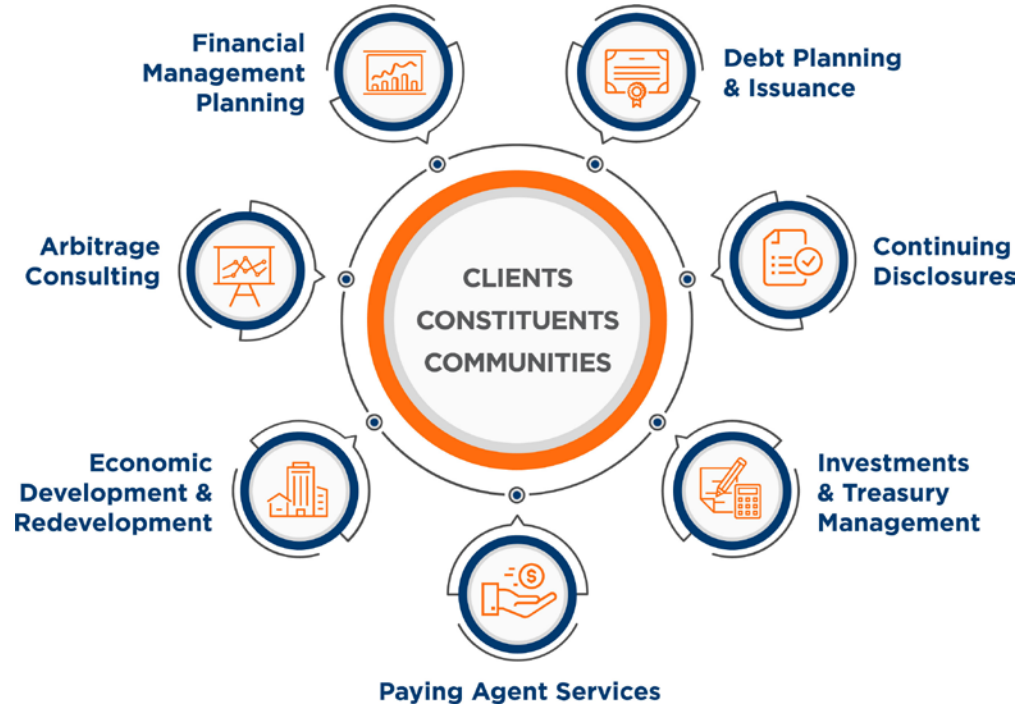 Financial
Management
Planning
Debt Planning
& Issuance
Arbitrage
Consulting
CLIENTS
CONSTITUENTS
COMMUNITIES
Continuing
Disclosures
Economic
Development &
Redevelopment
Investments
& Treasury
Management
$
Paying Agent Services